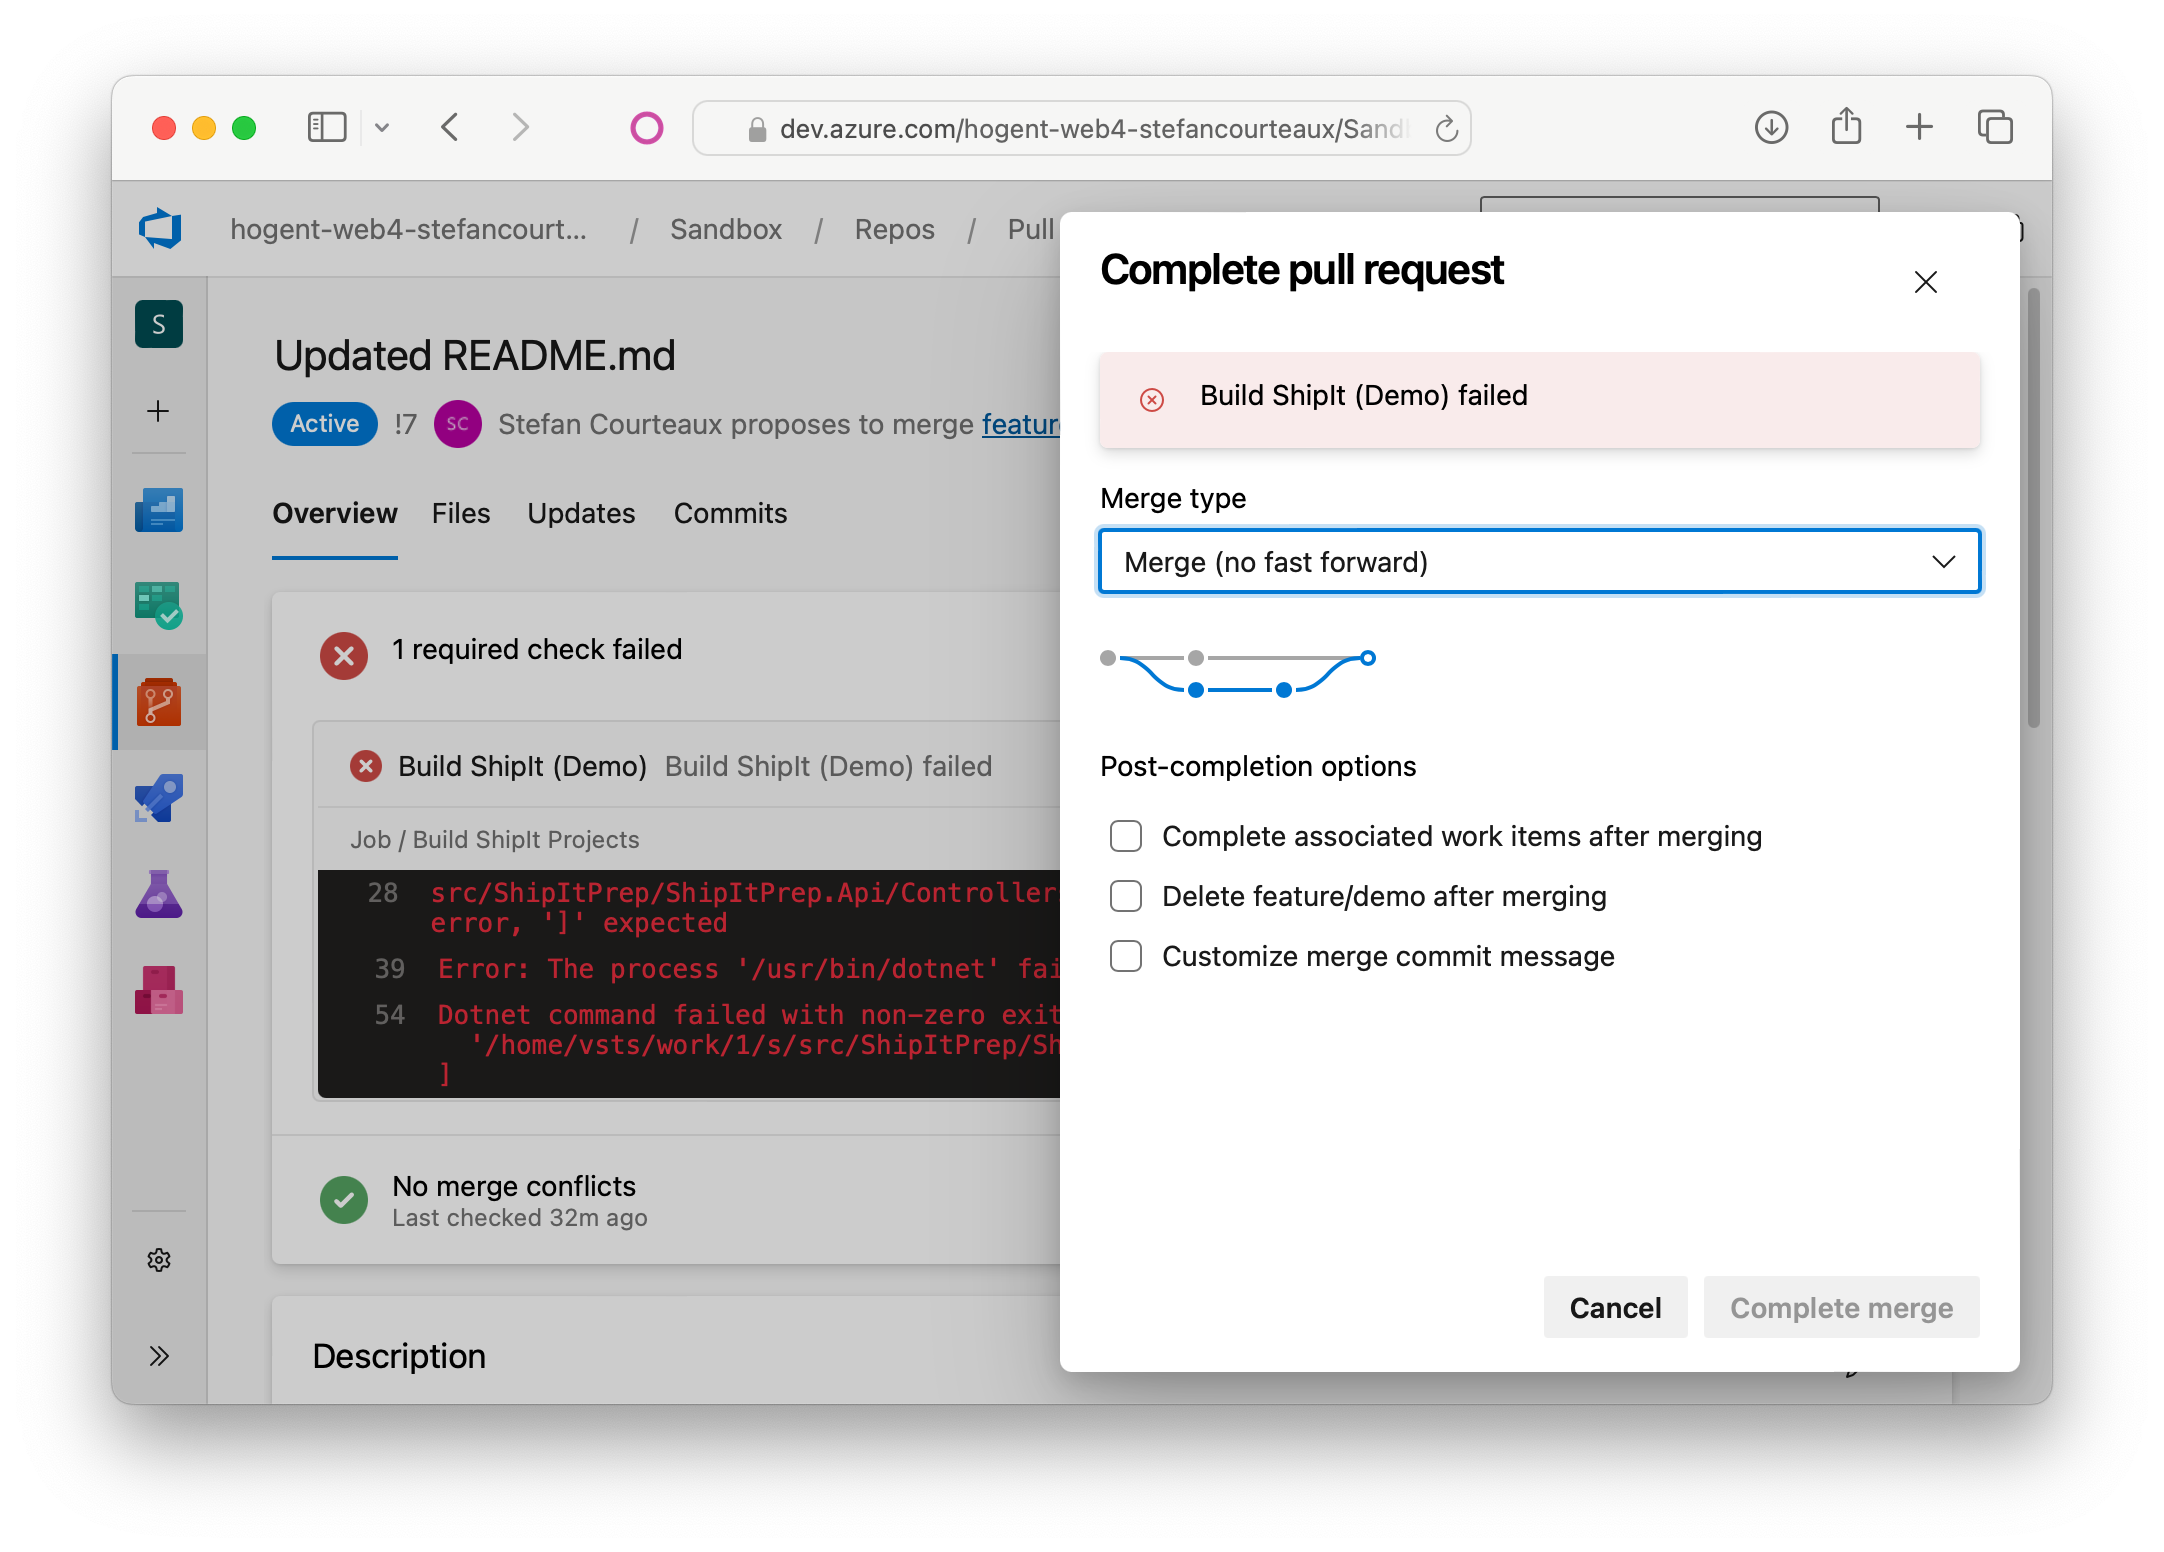 dev.azure.com/hogent-web4-stefancourteaux/Sand
hogent-web4-stefancourt... / Sandbox / Repos / Pull
S
Updated README.md
Active !7 SC Stefan Courteaux proposes to merge featur
Overview Files Updates Commits
1 required check failed
Build ShipIt (Demo) Build ShipIt (Demo) failed
Job / Build ShipIt Projects
28 src/ShipItPrep/ShipItPrep.Api/Controller
error, ']' expected
39 Error: The process '/usr/bin/dotnet' fai
54 Dotnet command failed with non-zero exit
'/home/vsts/work/1/s/src/ShipItPrep/Sh
]
No merge conflicts
Last checked 32m ago
Description
Complete pull request
Build ShipIt (Demo) failed
Merge type
Merge (no fast forward)
Post-completion options
Complete associated work items after merging
Delete feature/demo after merging
Customize merge commit message
Cancel Complete merge